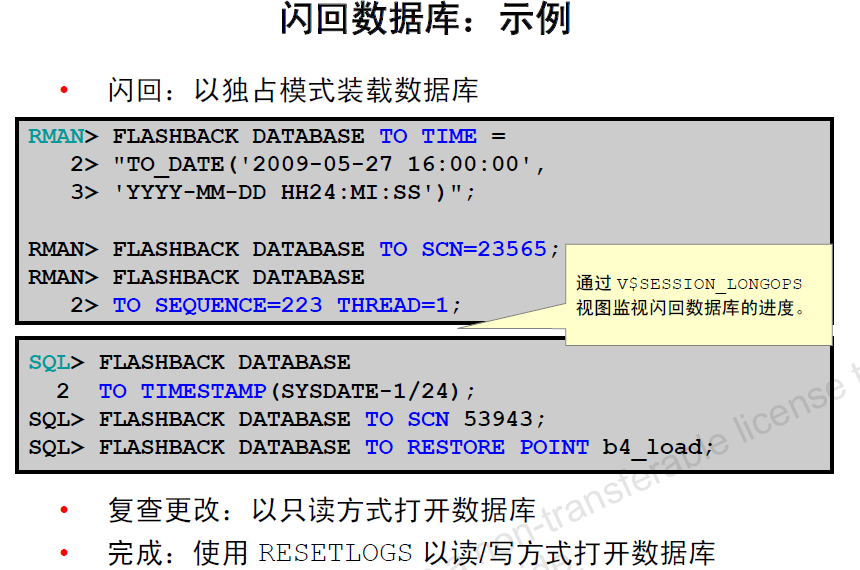 闪回数据库：示例
• 闪回：以独占模式装载数据库
RMAN> FLASHBACK DATABASE TO TIME =
2> "TO_DATE('2009-05-27 16:00:00',
3> 'YYYY-MM-DD HH24:MI:SS')";
RMAN> FLASHBACK DATABASE TO SCN=23565;
RMAN> FLASHBACK DATABASE
2> TO SEQUENCE=223 THREAD=1;
通过 V$SESSION_LONGOPS
视图监视闪回数据库的进度。
SQL> FLASHBACK DATABASE
2 TO TIMESTAMP(SYSDATE-1/24);
SQL> FLASHBACK DATABASE TO SCN 53943;
SQL> FLASHBACK DATABASE TO RESTORE POINT b4_load;
• 复查更改：以只读方式打开数据库
• 完成：使用 RESETLOGS 以读/写方式打开数据库
non-transferable license t